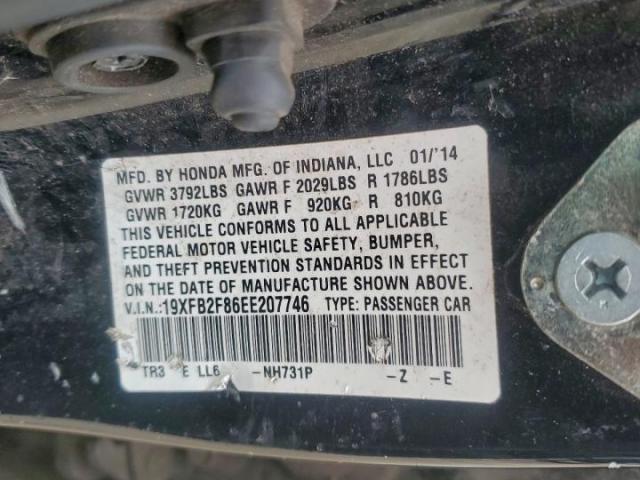 MFD. BY HONDA MFG. OF INDIANA, LLC 01/'14
GVWR 3792LBS GAWR F 2029LBS R 1786LBS
GVWR 1720KG GAWR F 920KG R 810KG
THIS VEHICLE CONFORMS TO ALL APPLICABLE
FEDERAL MOTOR VEHICLE SAFETY, BUMPER,
AND THEFT PREVENTION STANDARDS IN EFFECT
ON THE DATE OF MANUFACTURE SHOWN ABOVE.
V.I.N.:19XFB2F86EE207746 TYPE: PASSENGER CAR
TR3 E LL6 -NH731P -Z -E